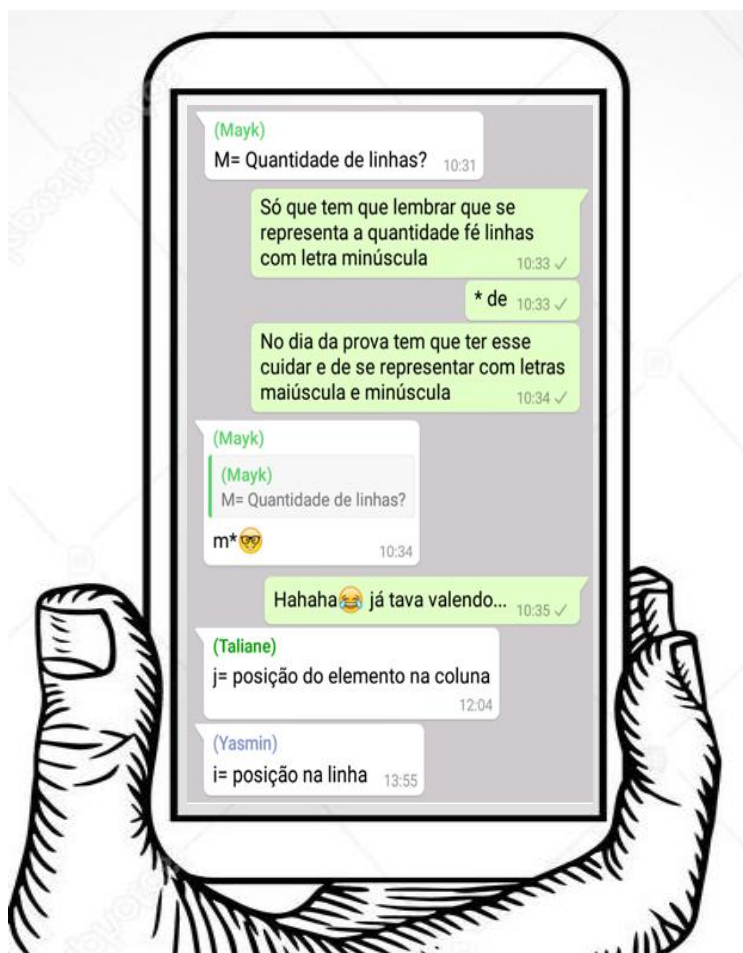 (Mayk)
M= Quantidade de linhas? 10:31
Só que tem que lembrar que se
representa a quantidade fé linhas
com letra minúscula 10:33
* de 10:33
No dia da prova tem que ter esse
cuidar e de se representar com letras
maiúscula e minúscula 10:34
(Mayk)
(Mayk)
M= Quantidade de linhas?
m*🤓
10:34
Hahaha😂 já tava valendo... 10:35
(Taliane)
j= posição do elemento na coluna
12:04
(Yasmin)
i= posição na linha 13:55